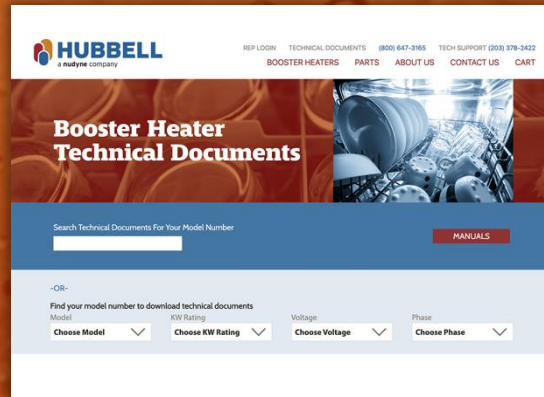 HUBBELL
a nudyne company
REP LOGIN TECHNICAL DOCUMENTS (800) 647-3165 TECH SUPPORT (203) 378-2422
BOOSTER HEATERS PARTS ABOUT US CONTACT US CART
Booster Heater
Technical Documents
Search Technical Documents For Your Model Number
MANUALS
-OR-
Find your model number to download technical documents
Model KW Rating Voltage Phase
Choose Model Choose KW Rating Choose Voltage Choose Phase